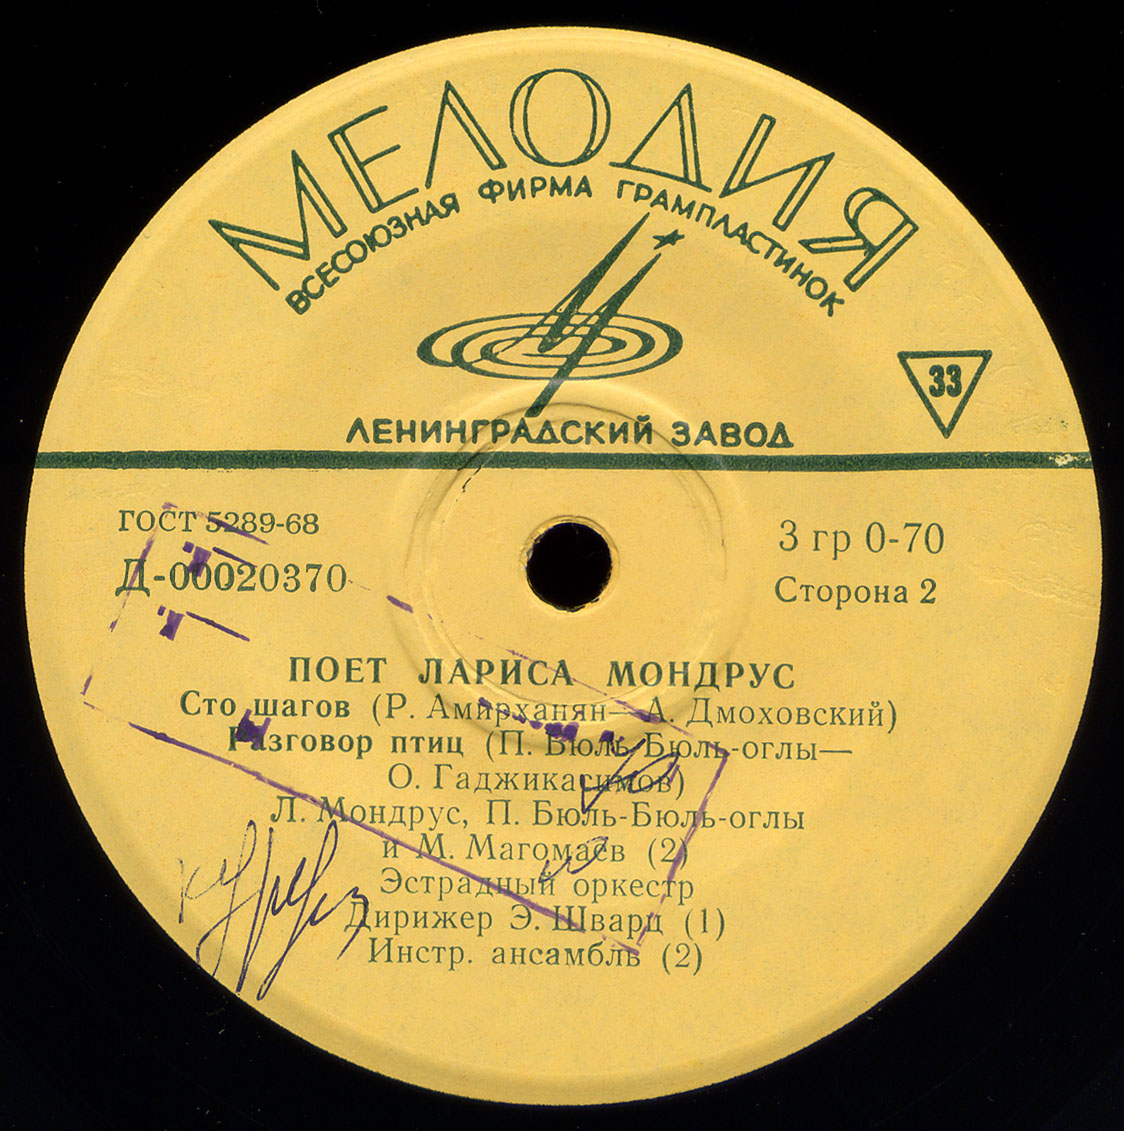 МЕЛОДИЯ
ВСЕСОЮЗНАЯ ФИРМА ГРАМПЛАСТИНОК
33
ЛЕНИНГРАДСКИЙ ЗАВОД
ГОСТ 5289-68
3 гр 0-70
Д-00020370
Сторона 2
ПОЕТ ЛАРИСА МОНДРУС
Сто шагов (Р. Амирханян—А. Дмоховский)
Разговор птиц (П. Бюль-Бюль-оглы—
О. Гаджикасимов)
Л. Мондрус, П. Бюль-Бюль-оглы
и М. Магомаев (2)
Эстрадный оркестр
Дирижер Э. Шварц (1)
Инстр. ансамбль (2)